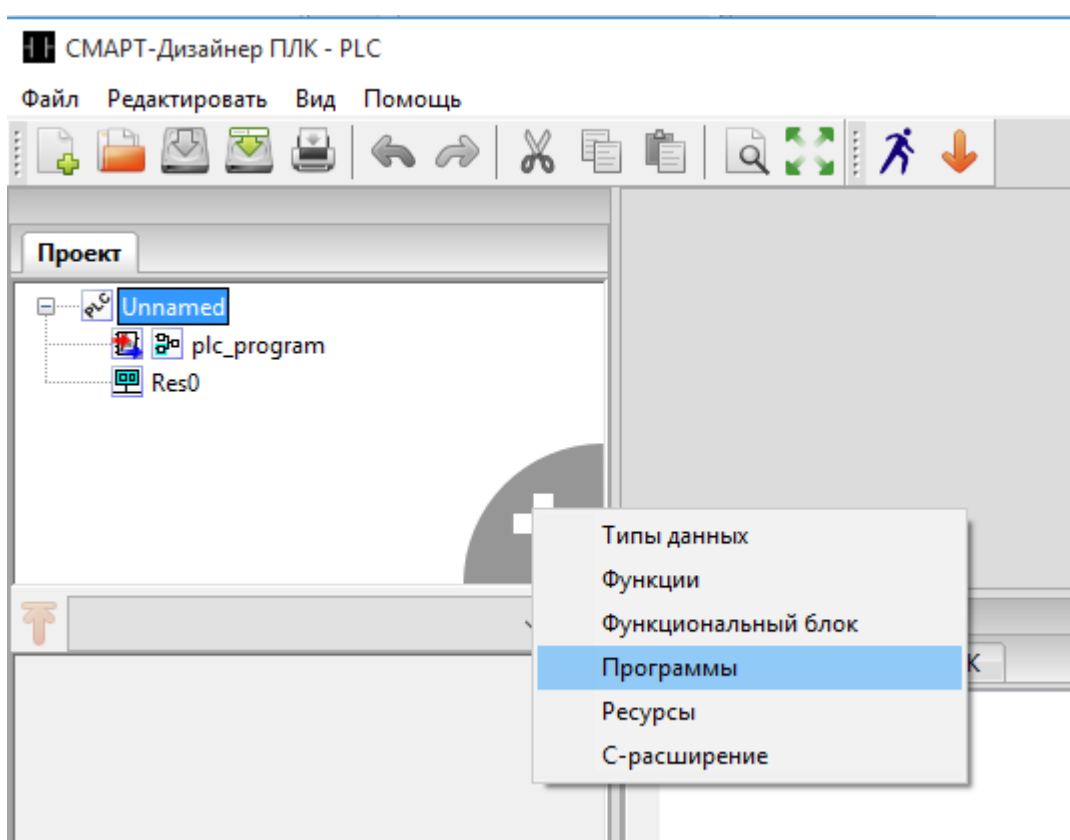 СМАРТ-Дизайнер ПЛК - PLC
Файл Редактировать Вид Помощь
Проект
PLC Unnamed
plc_program
Res0
Типы данных
Функции
Функциональный блок
Программы
К
Ресурсы
С-расширение